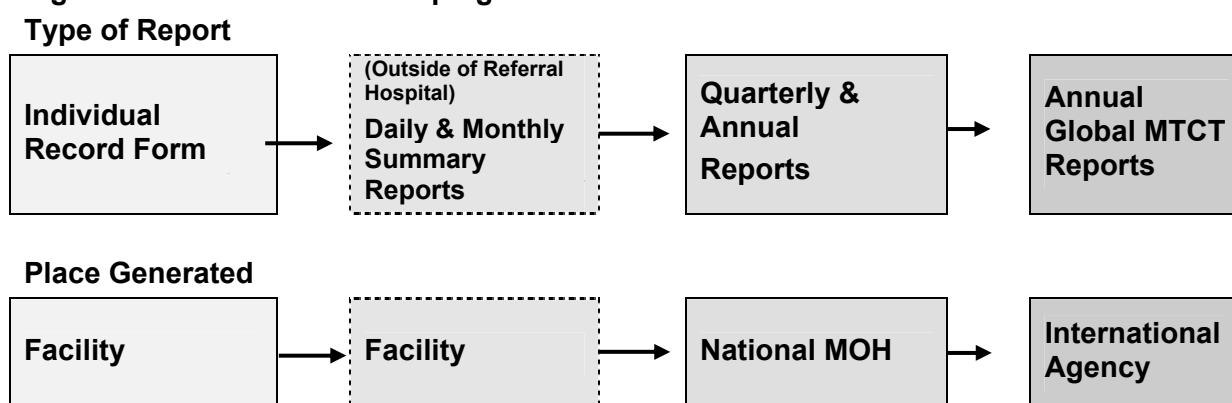 Type of Report
Individual
Record Form
(Outside of Referral
Hospital)
Daily & Monthly
Summary
Reports
Quarterly &
Annual
Reports
Annual
Global MTCT
Reports
Place Generated
Facility
Facility
National MOH
International
Agency